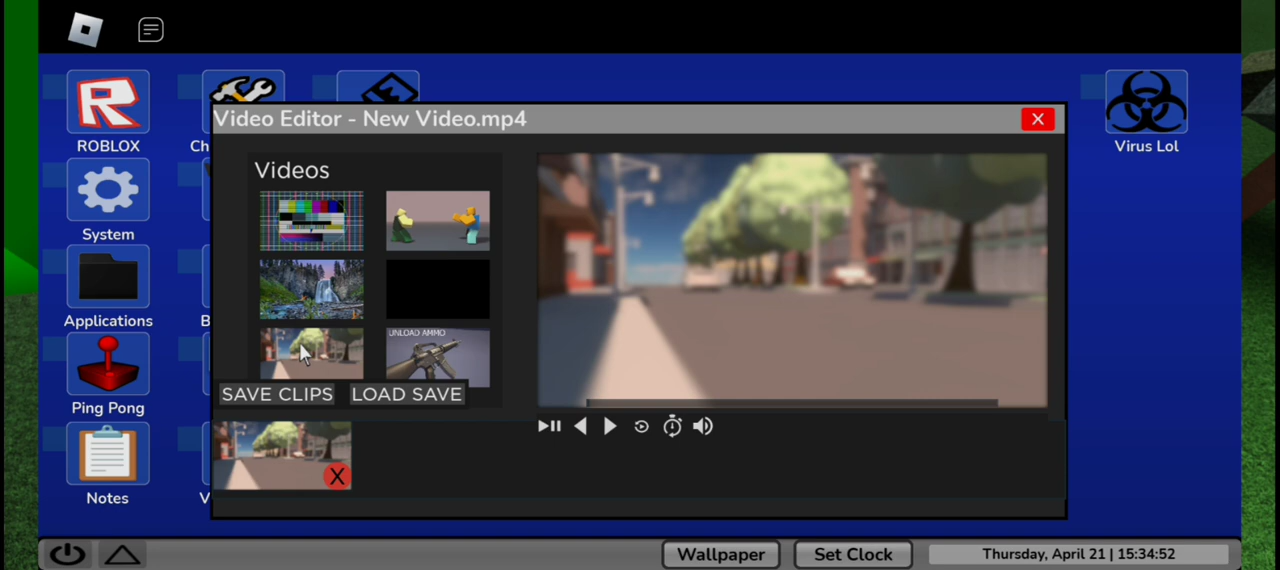 Video Editor - New Video.mp4
X
ROBLOX
Ch
Virus Lol
Videos
System
Applications
B
UNLOAD AMMO
SAVE CLIPS
LOAD SAVE
Ping Pong
X
Notes
V
Wallpaper
Set Clock
Thursday, April 21 | 15:34:52